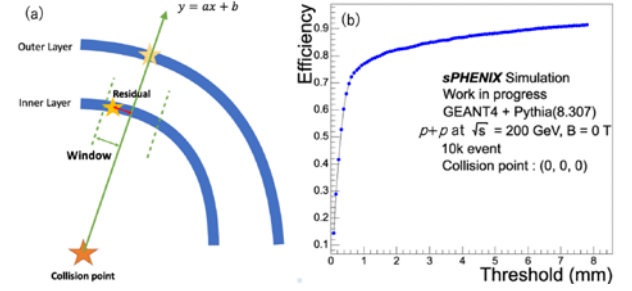 (a)
y = ax + b
Outer Layer
Inner Layer
Residual
Window
Collision point
(b)
Efficiency
0.9
0.8
0.7
0.6
0.5
0.4
0.3
0.2
0.1
sPHENIX Simulation
Work in progress
GEANT4 + Pythia(8.307)
p+p at √s = 200 GeV, B = 0 T
10k event
Collision point : (0, 0, 0)
0 1 2 3 4 5 6 7 8
Threshold (mm)